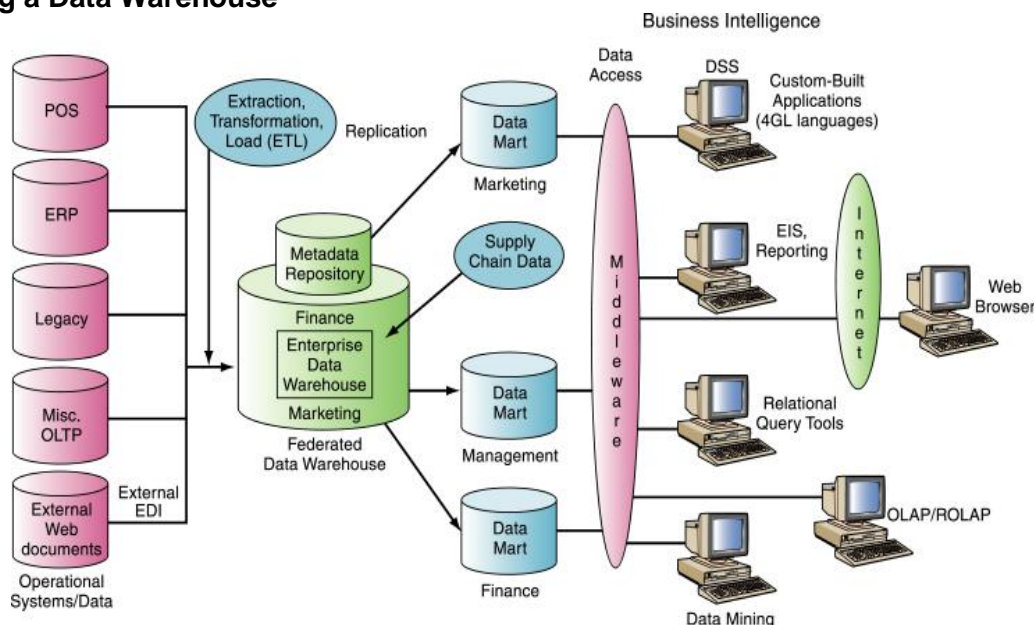 g a Data Warehouse
Business Intelligence
POS
ERP
Legacy
Misc.
OLTP
External
Web
documents
Operational
Systems/Data
External
EDI
Extraction,
Transformation,
Load (ETL)
Replication
Metadata
Repository
Finance
Enterprise
Data
Warehouse
Marketing
Federated
Data Warehouse
Supply
Chain Data
Data
Mart
Marketing
Data
Mart
Management
Data
Mart
Finance
Data
Access
Middleware
DSS
Custom-Built
Applications
(4GL languages)
EIS,
Reporting
Internet
Web
Browser
Relational
Query Tools
OLAP/ROLAP
Data Mining